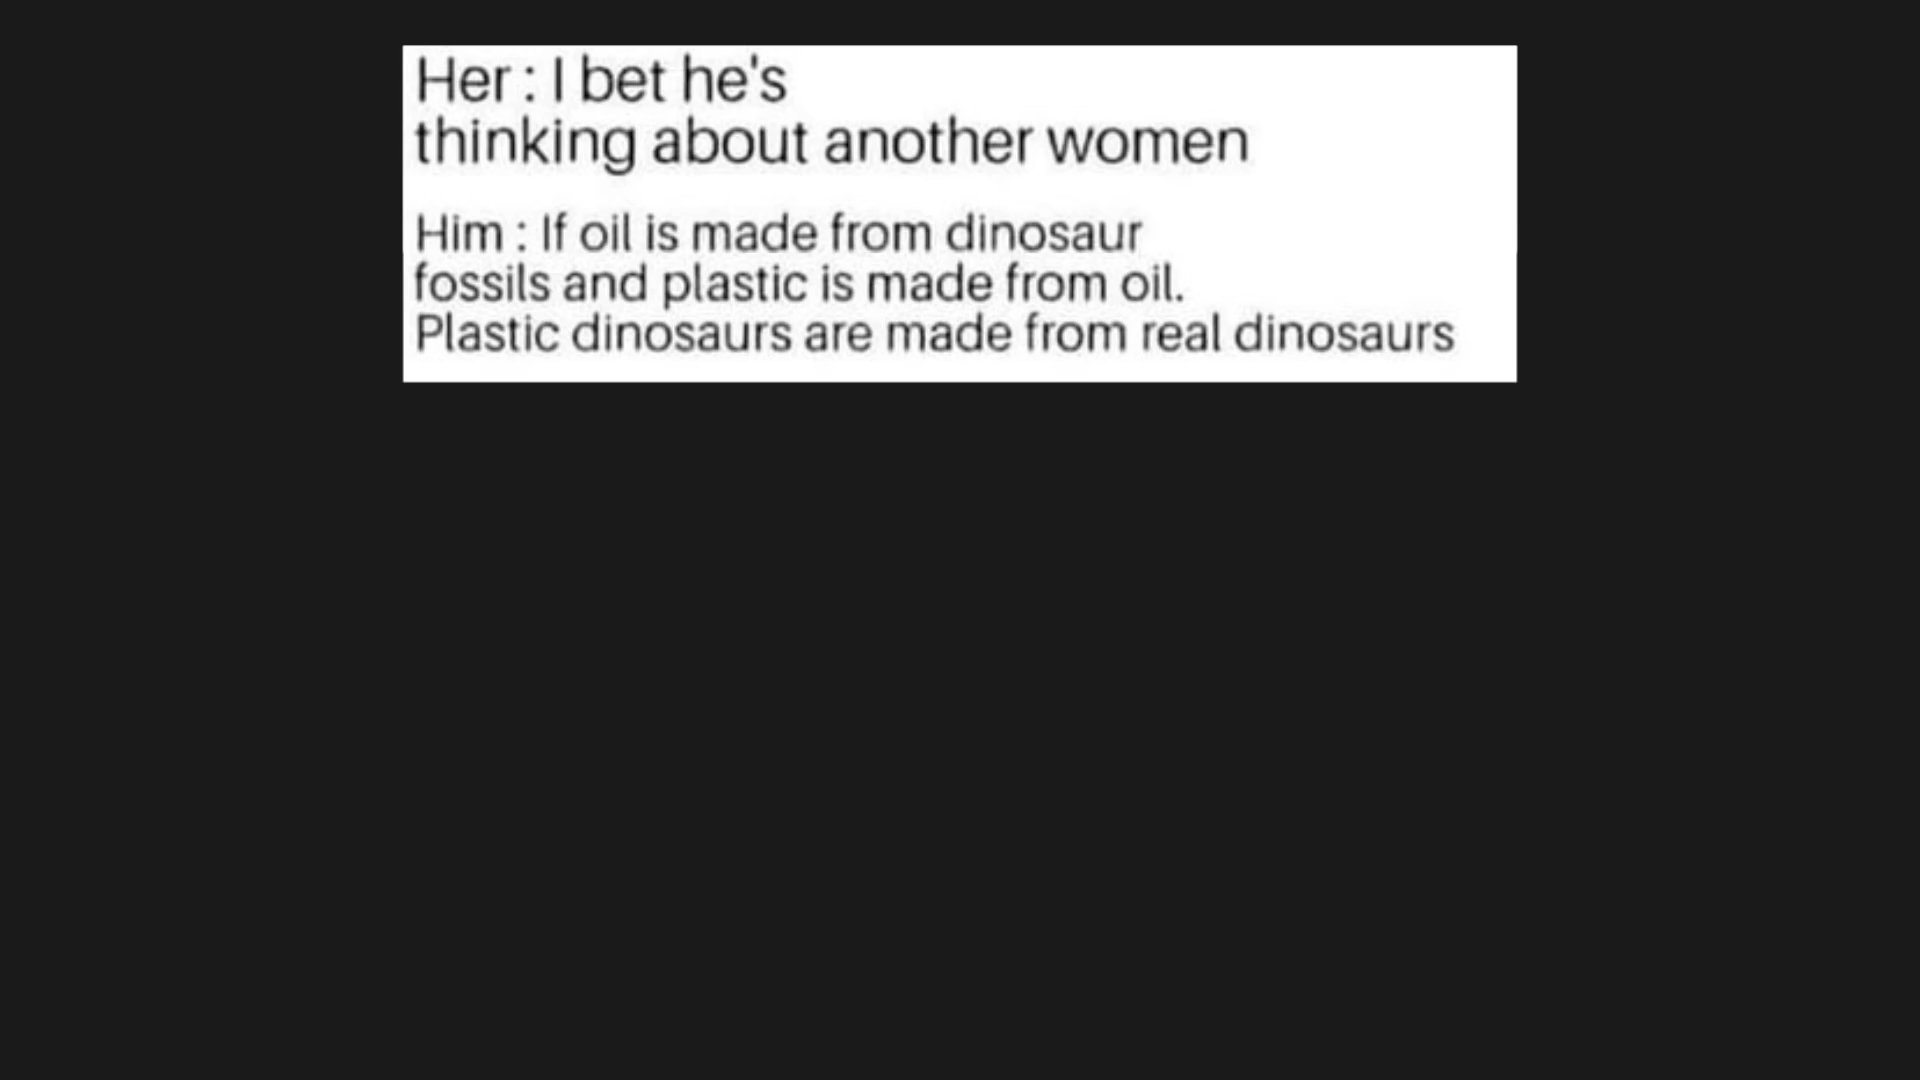 Her : I bet he's
thinking about another women
Him : If oil is made from dinosaur
fossils and plastic is made from oil.
Plastic dinosaurs are made from real dinosaurs